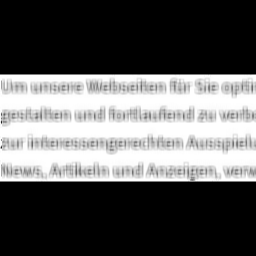 Um unsere Webseiten für Sie opti
gestalten und fortlaufend zu verbe
zur interessengerechten Ausspielu
News, Artikeln und Anzeigen, verw